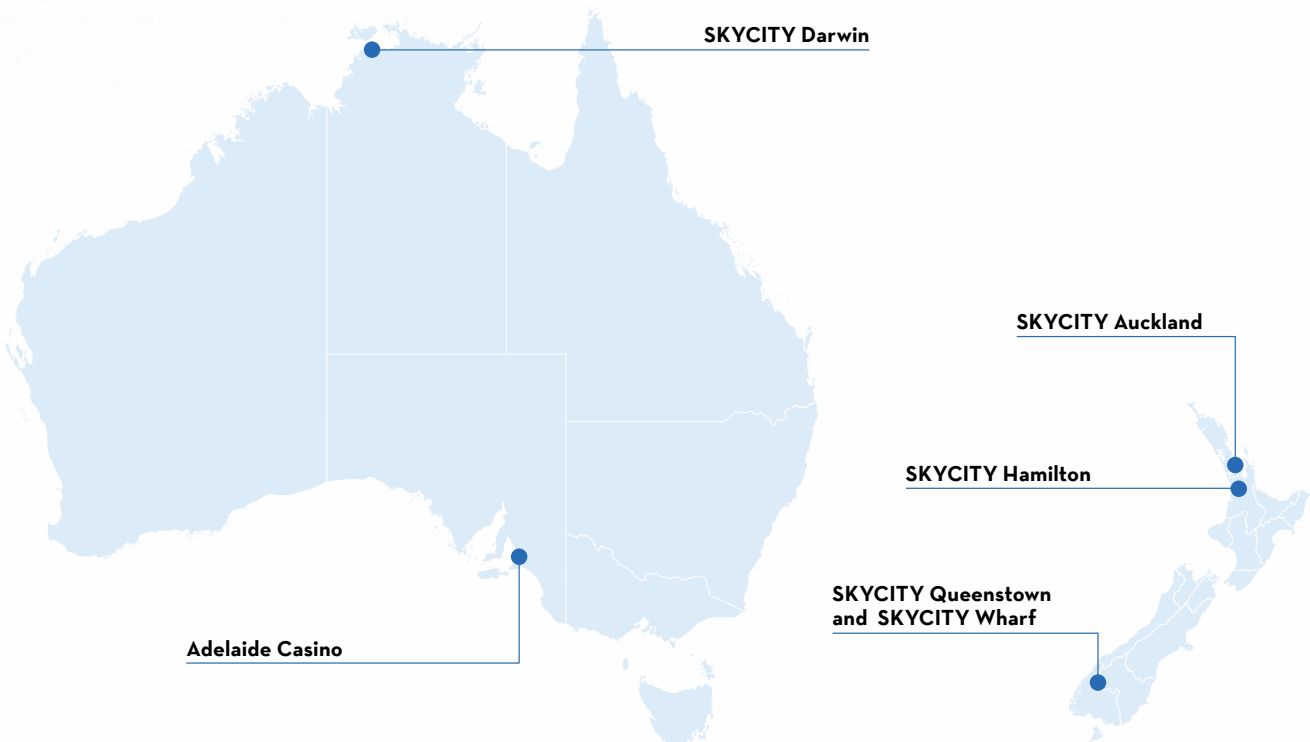 SKYCITY Darwin
SKYCITY Auckland
SKYCITY Hamilton
SKYCITY Queenstown
and SKYCITY Wharf
Adelaide Casino